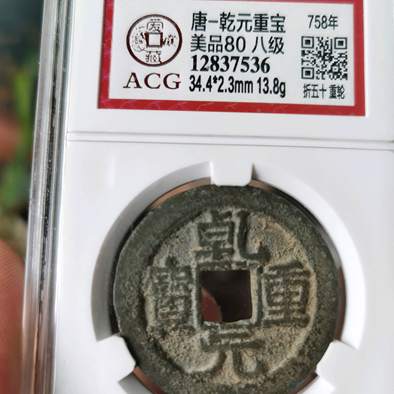 唐-乾元重宝
美品80 八级
12837536
34.4*2.3mm 13.8g
758年
折五十 重轮
ACG
乾元重寳